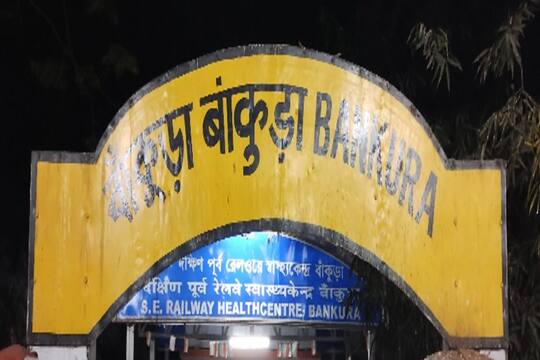 বাঁকুড়া बांकुड़ा BANKURA
দক্ষিণ পূর্ব রেলওয়ে স্বাস্থ্যকেন্দ্র বাঁকুড়া
दक्षिण पूर्व रेलवे स्वास्थ्यकेन्द्र बाँकुड़ा
S.E. RAILWAY HEALTHCENTRE, BANKURA